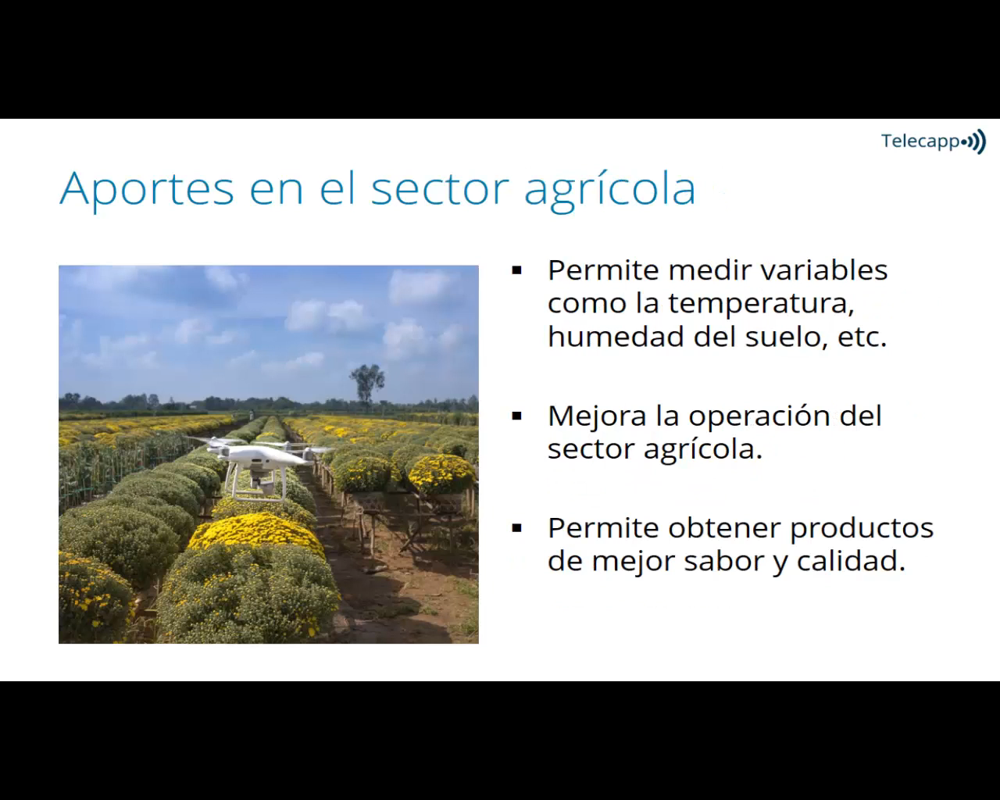 Telecapp
Aportes en el sector agrícola
▪ Permite medir variables
como la temperatura,
humedad del suelo, etc.
▪ Mejora la operación del
sector agrícola.
▪ Permite obtener productos
de mejor sabor y calidad.